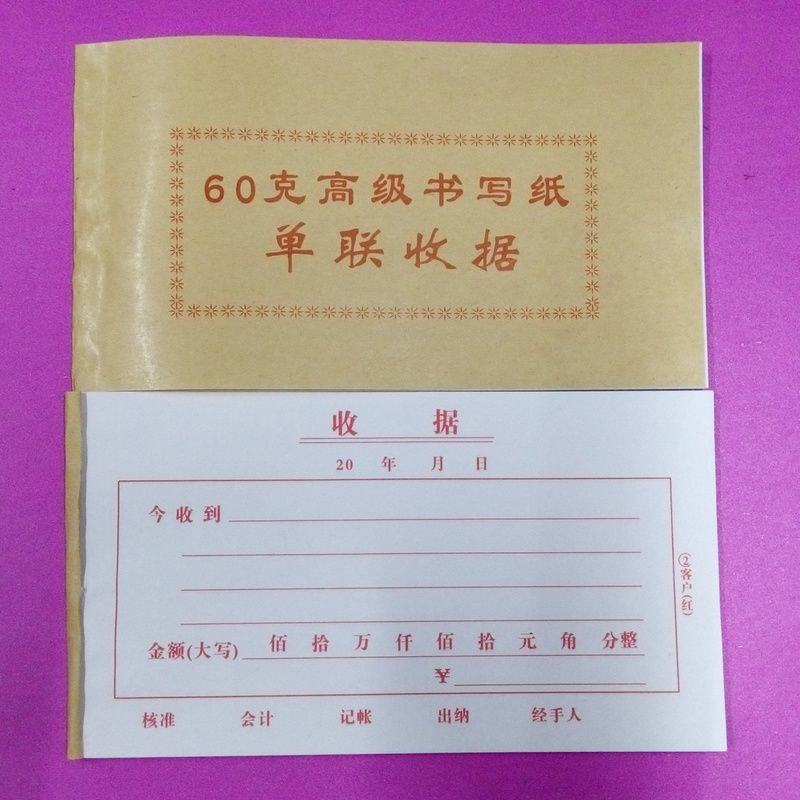 60克高级书写纸
单联收据
收 据
20 年 月 日
今收到
②客户(红)
金额(大写) 佰 拾 万 仟 佰 拾 元 角 分整
¥
核准 会计 记帐 出纳 经手人